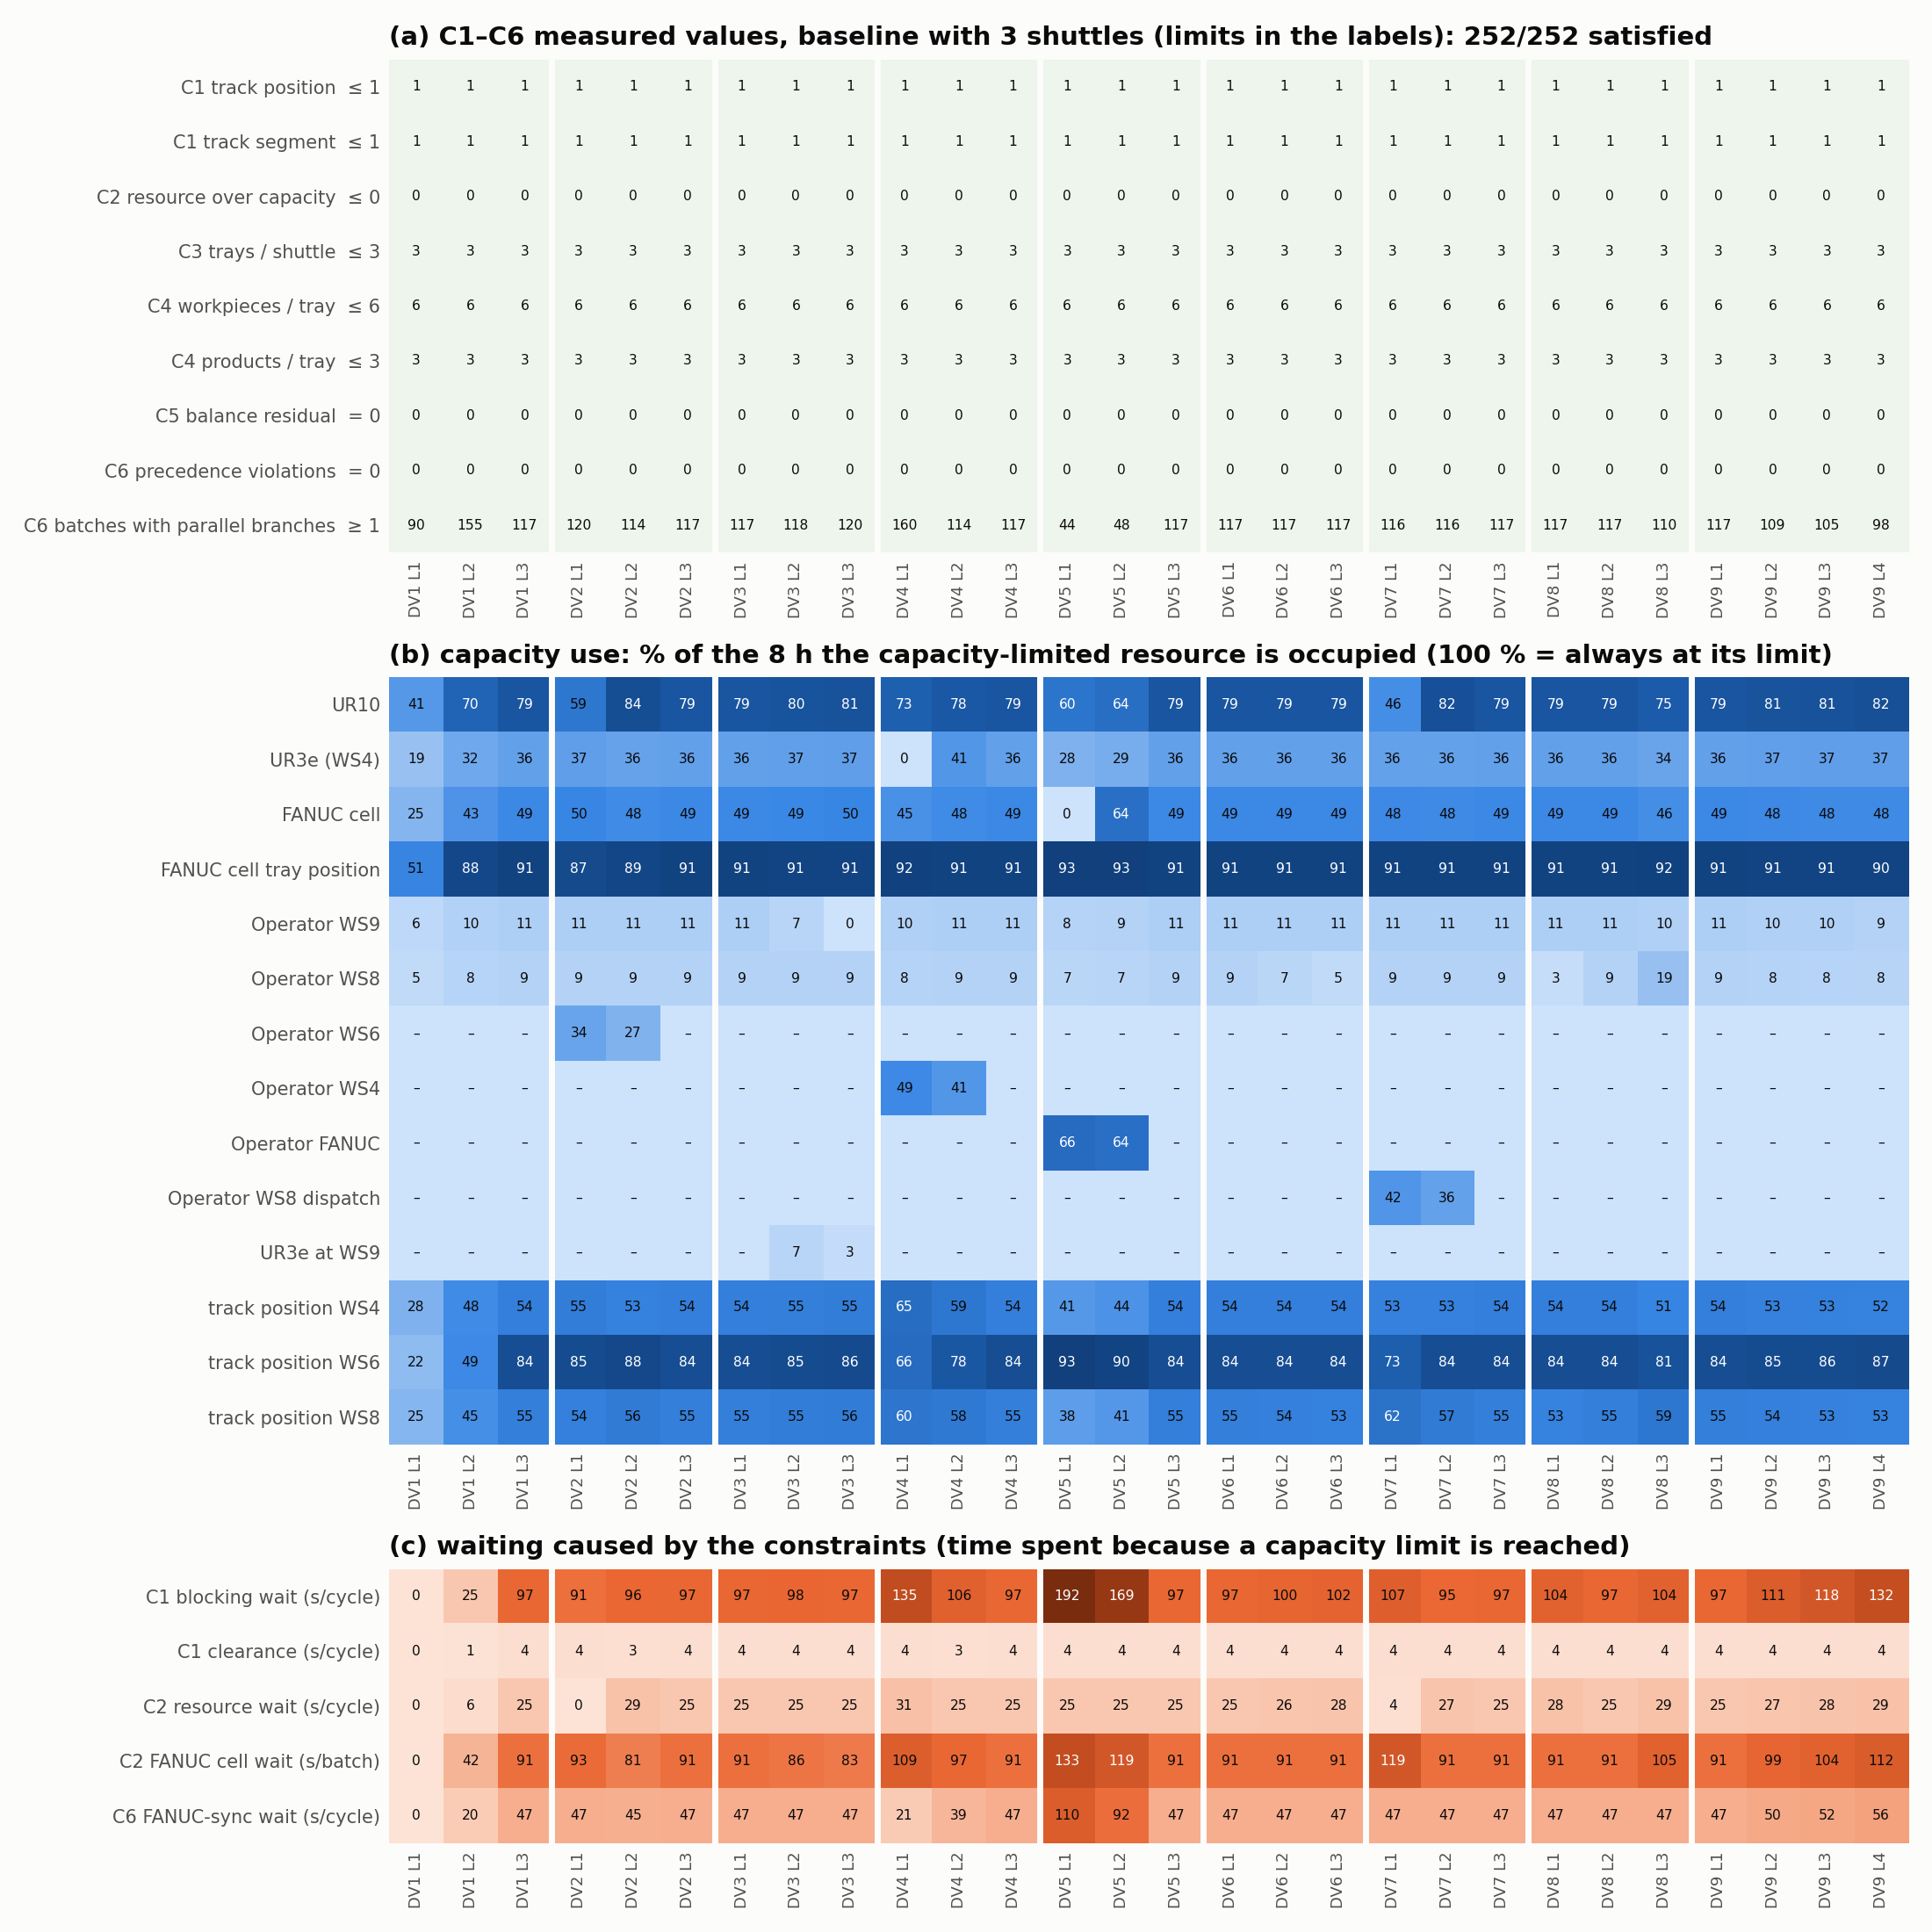 (a) C1–C6 measured values, baseline with 3 shuttles (limits in the labels): 252/252 satisfied
C1 track position ≤ 1 1 1 1 1 1 1 1 1 1 1 1 1 1 1 1 1 1 1 1 1 1 1 1 1 1 1 1 1
C1 track segment ≤ 1 1 1 1 1 1 1 1 1 1 1 1 1 1 1 1 1 1 1 1 1 1 1 1 1 1 1 1 1
C2 resource over capacity ≤ 0 0 0 0 0 0 0 0 0 0 0 0 0 0 0 0 0 0 0 0 0 0 0 0 0 0 0 0 0
C3 trays / shuttle ≤ 3 3 3 3 3 3 3 3 3 3 3 3 3 3 3 3 3 3 3 3 3 3 3 3 3 3 3 3 3
C4 workpieces / tray ≤ 6 6 6 6 6 6 6 6 6 6 6 6 6 6 6 6 6 6 6 6 6 6 6 6 6 6 6 6 6
C4 products / tray ≤ 3 3 3 3 3 3 3 3 3 3 3 3 3 3 3 3 3 3 3 3 3 3 3 3 3 3 3 3 3
C5 balance residual = 0 0 0 0 0 0 0 0 0 0 0 0 0 0 0 0 0 0 0 0 0 0 0 0 0 0 0 0 0
C6 precedence violations = 0 0 0 0 0 0 0 0 0 0 0 0 0 0 0 0 0 0 0 0 0 0 0 0 0 0 0 0 0
C6 batches with parallel branches ≥ 1 90 155 117 120 114 117 117 118 120 160 114 117 44 48 117 117 117 117 116 116 117 117 117 110 117 109 105 98
DV1 L1 DV1 L2 DV1 L3 DV2 L1 DV2 L2 DV2 L3 DV3 L1 DV3 L2 DV3 L3 DV4 L1 DV4 L2 DV4 L3 DV5 L1 DV5 L2 DV5 L3 DV6 L1 DV6 L2 DV6 L3 DV7 L1 DV7 L2 DV7 L3 DV8 L1 DV8 L2 DV8 L3 DV9 L1 DV9 L2 DV9 L3 DV9 L4
(b) capacity use: % of the 8 h the capacity-limited resource is occupied (100 % = always at its limit)
UR10 41 70 79 59 84 79 79 80 81 73 78 79 60 64 79 79 79 79 46 82 79 79 79 75 79 81 81 82
UR3e (WS4) 19 32 36 37 36 36 36 37 37 0 41 36 28 29 36 36 36 36 36 36 36 36 36 34 36 37 37 37
FANUC cell 25 43 49 50 48 49 49 49 50 45 48 49 0 64 49 49 49 49 48 48 49 49 49 46 49 48 48 48
FANUC cell tray position 51 88 91 87 89 91 91 91 91 92 91 91 93 93 91 91 91 91 91 91 91 91 91 92 91 91 91 90
Operator WS9 6 10 11 11 11 11 11 7 0 10 11 11 8 9 11 11 11 11 11 11 11 11 11 10 11 10 10 9
Operator WS8 5 8 9 9 9 9 9 9 9 8 9 9 7 7 9 9 7 5 9 9 9 3 9 19 9 8 8 8
Operator WS6 – – – 34 27 – – – – – – – – – – – – – – – – – – – – – – –
Operator WS4 – – – – – – – – – 49 41 – – – – – – – – – – – – – – – – –
Operator FANUC – – – – – – – – – – – – 66 64 – – – – – – – – – – – – – –
Operator WS8 dispatch – – – – – – – – – – – – – – – – – – 42 36 – – – – – – – –
UR3e at WS9 – – – – – – – 7 3 – – – – – – – – – – – – – – – – – – –
track position WS4 28 48 54 55 53 54 54 55 55 65 59 54 41 44 54 54 54 54 53 53 54 54 54 51 54 53 53 52
track position WS6 22 49 84 85 88 84 84 85 86 66 78 84 93 90 84 84 84 84 73 84 84 84 84 81 84 85 86 87
track position WS8 25 45 55 54 56 55 55 55 56 60 58 55 38 41 55 55 54 53 62 57 55 53 55 59 55 54 53 53
DV1 L1 DV1 L2 DV1 L3 DV2 L1 DV2 L2 DV2 L3 DV3 L1 DV3 L2 DV3 L3 DV4 L1 DV4 L2 DV4 L3 DV5 L1 DV5 L2 DV5 L3 DV6 L1 DV6 L2 DV6 L3 DV7 L1 DV7 L2 DV7 L3 DV8 L1 DV8 L2 DV8 L3 DV9 L1 DV9 L2 DV9 L3 DV9 L4
(c) waiting caused by the constraints (time spent because a capacity limit is reached)
C1 blocking wait (s/cycle) 0 25 97 91 96 97 97 98 97 135 106 97 192 169 97 97 100 102 107 95 97 104 97 104 97 111 118 132
C1 clearance (s/cycle) 0 1 4 4 3 4 4 4 4 4 3 4 4 4 4 4 4 4 4 4 4 4 4 4 4 4 4 4
C2 resource wait (s/cycle) 0 6 25 0 29 25 25 25 25 31 25 25 25 25 25 25 26 28 4 27 25 28 25 29 25 27 28 29
C2 FANUC cell wait (s/batch) 0 42 91 93 81 91 91 86 83 109 97 91 133 119 91 91 91 91 119 91 91 91 91 105 91 99 104 112
C6 FANUC-sync wait (s/cycle) 0 20 47 47 45 47 47 47 47 21 39 47 110 92 47 47 47 47 47 47 47 47 47 47 47 50 52 56
DV1 L1 DV1 L2 DV1 L3 DV2 L1 DV2 L2 DV2 L3 DV3 L1 DV3 L2 DV3 L3 DV4 L1 DV4 L2 DV4 L3 DV5 L1 DV5 L2 DV5 L3 DV6 L1 DV6 L2 DV6 L3 DV7 L1 DV7 L2 DV7 L3 DV8 L1 DV8 L2 DV8 L3 DV9 L1 DV9 L2 DV9 L3 DV9 L4